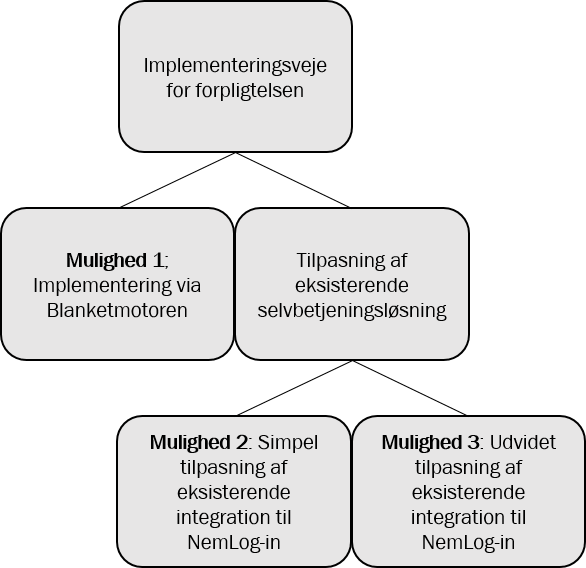 Implementeringsveje
for forpligtelsen
Mulighed 1;
Implementering via
Blanketmotoren
Tilpasning af
eksisterende
selvbetjeningsløsning
Mulighed 2: Simpel
tilpasning af
eksisterende
integration til
NemLog-in
Mulighed 3: Udvidet
tilpasning af
eksisterende
integration til
NemLog-in